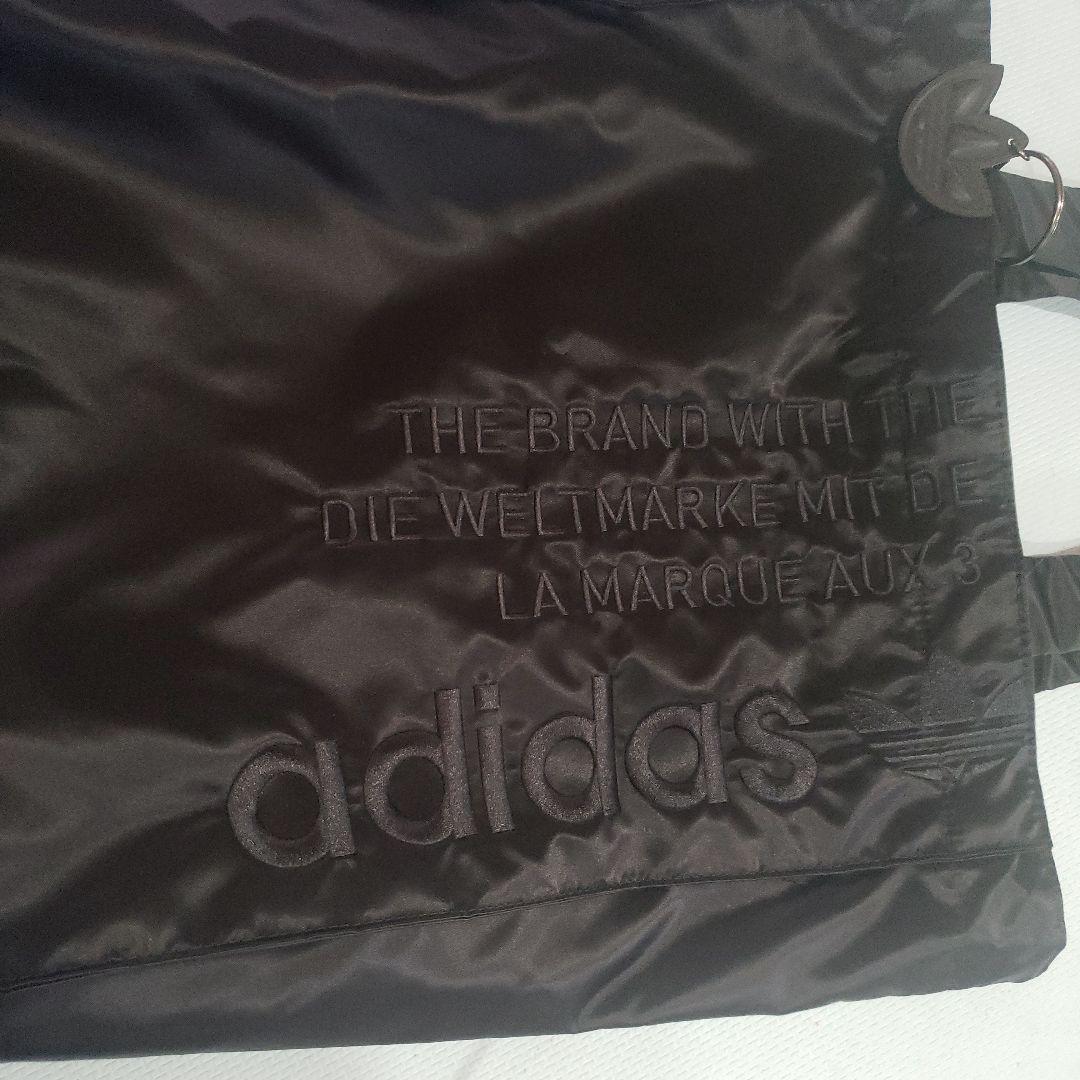 THE BRAND WITH THE
DIE WELTMARKE MIT DE
LA MARQUE AUX 3
adidas